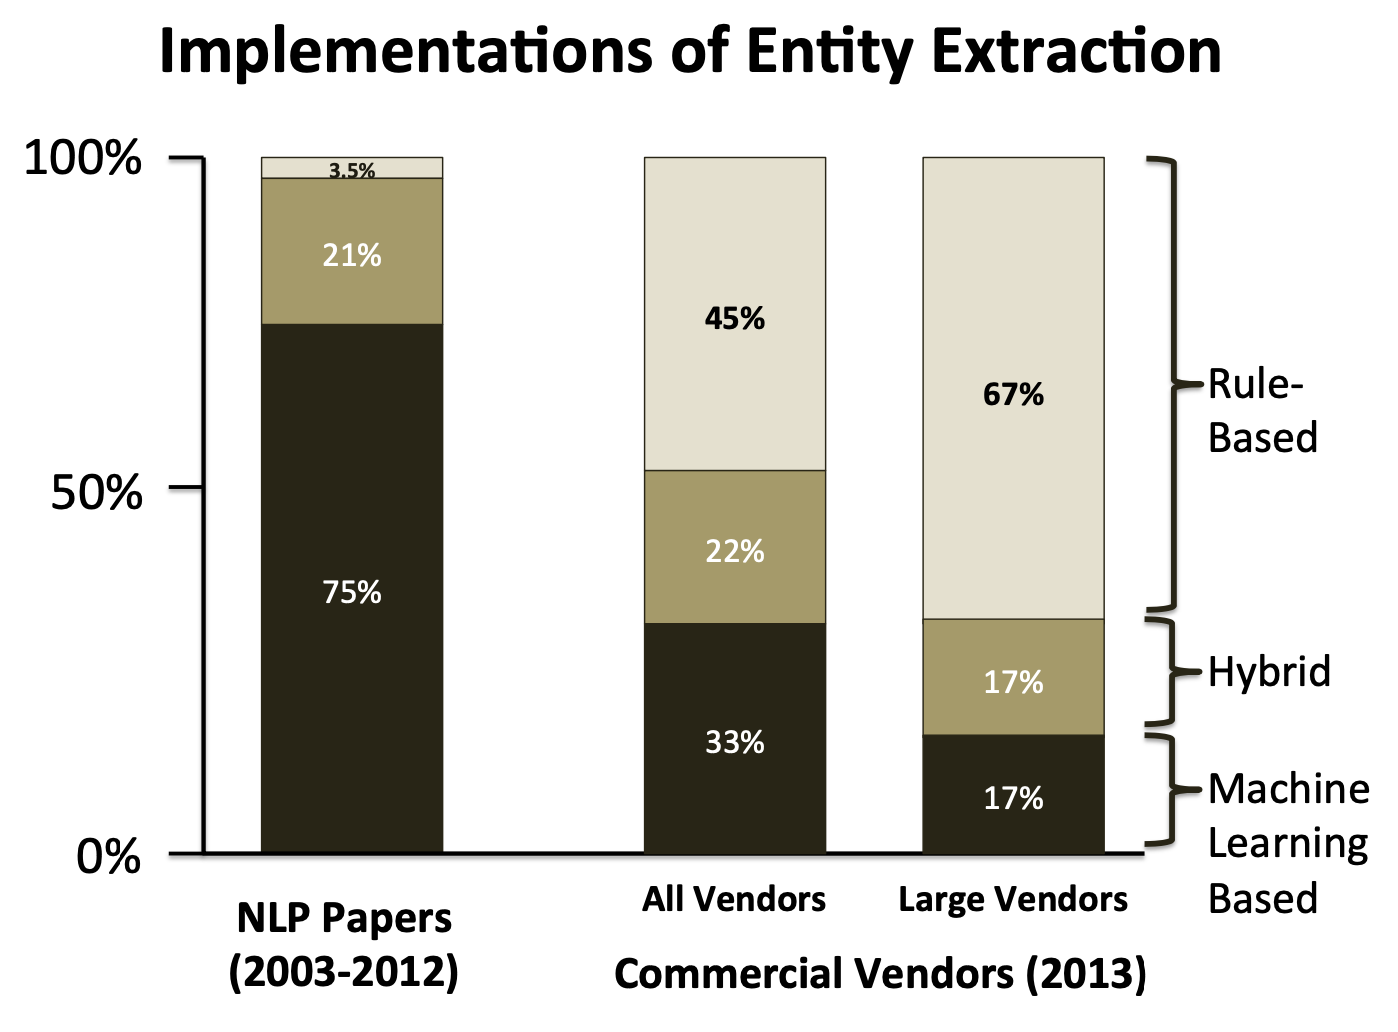 Implementations of Entity Extraction
100%
50%
0%
3.5%
21%
75%
45%
22%
33%
67%
17%
17%
Rule-
Based
Hybrid
Machine
Learning
Based
NLP Papers
(2003-2012)
All Vendors
Large Vendors
Commercial Vendors (2013)